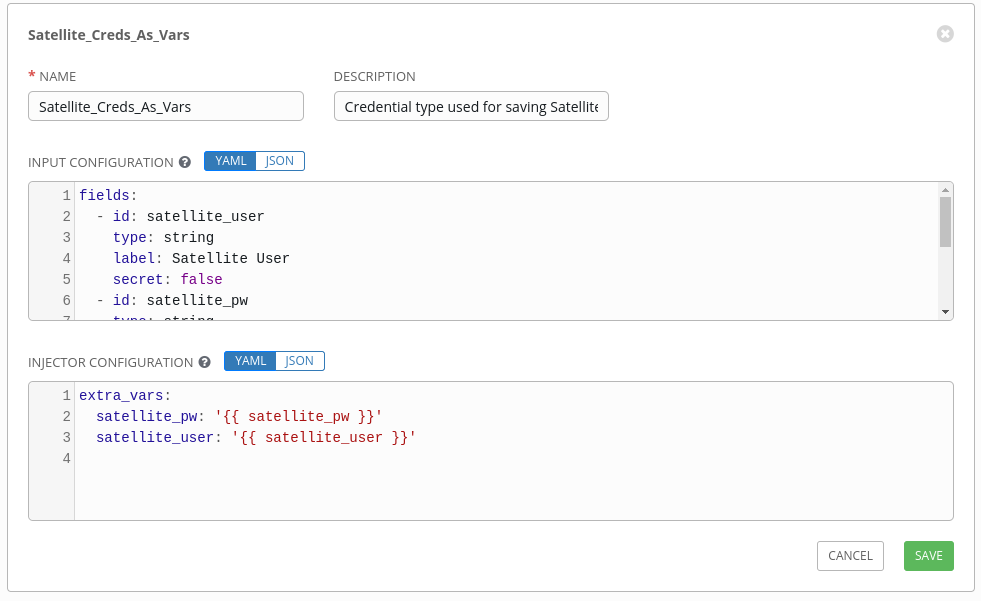 Satellite_Creds_As_Vars
* NAME
DESCRIPTION
Satellite_Creds_As_Vars
Credential type used for saving Satellite
INPUT CONFIGURATION ? YAML JSON
1 fields:
2   - id: satellite_user
3     type: string
4     label: Satellite User
5     secret: false
6   - id: satellite_pw
7     type: string
INJECTOR CONFIGURATION ? YAML JSON
1 extra_vars:
2   satellite_pw: '{{ satellite_pw }}'
3   satellite_user: '{{ satellite_user }}'
4
CANCEL SAVE